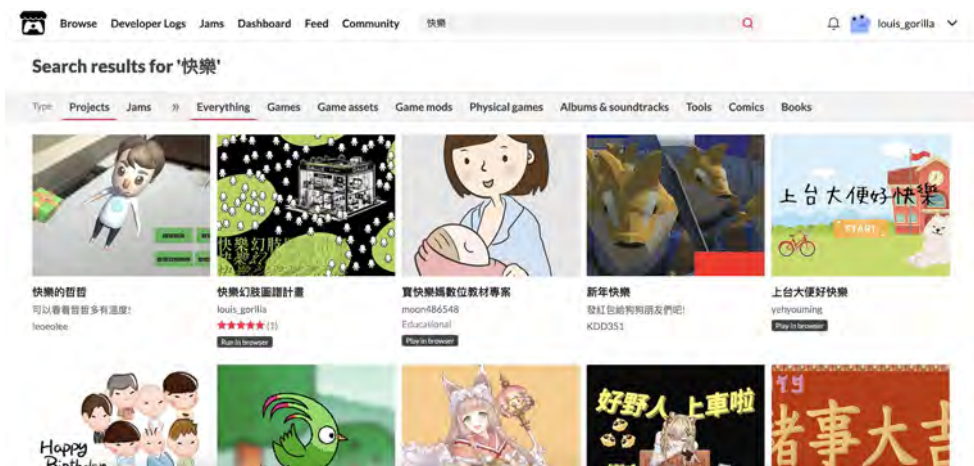 Browse Developer Logs Jams Dashboard Feed Community 快樂 louis_gorilla
Search results for '快樂'
Type Projects Jams » Everything Games Game assets Game mods Physical games Albums & soundtracks Tools Comics Books
上台大便好快樂
START!
快樂幻肢
快樂的哲哲
可以看看哲哲多有溫度!
leoeolee
快樂幻肢圖譜計畫
louis_gorilla
★★★★★ (1)
Run in browser
寶快樂媽數位教材專案
moon486548
Educational
Play in browser
新年快樂
發紅包給狗狗朋友們吧!
KDD351
上台大便好快樂
yehyouming
Play in browser
Happy
Birthday
好野人 上車啦
諸事大吉